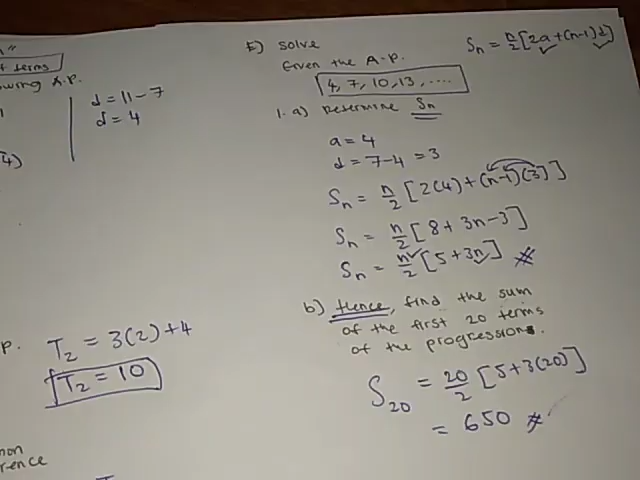 n"
t terms
owing A.P.
d = 11 - 7
d = 4
4)
P. T₂ = 3(2) + 4
T₂ = 10
mon
erence
E) Solve
Given the A.P.
4, 7, 10, 13, ....
Sₙ = n/2 [2a + (n-1)d]
1. a) Determine Sₙ
a = 4
d = 7 - 4 = 3
Sₙ = n/2 [2(4) + (n-1)(3)]
Sₙ = n/2 [8 + 3n - 3]
Sₙ = n/2 [5 + 3n]
b) Hence, find the sum
of the first 20 terms
of the progression.
S₂₀ = 20/2 [5 + 3(20)]
= 650